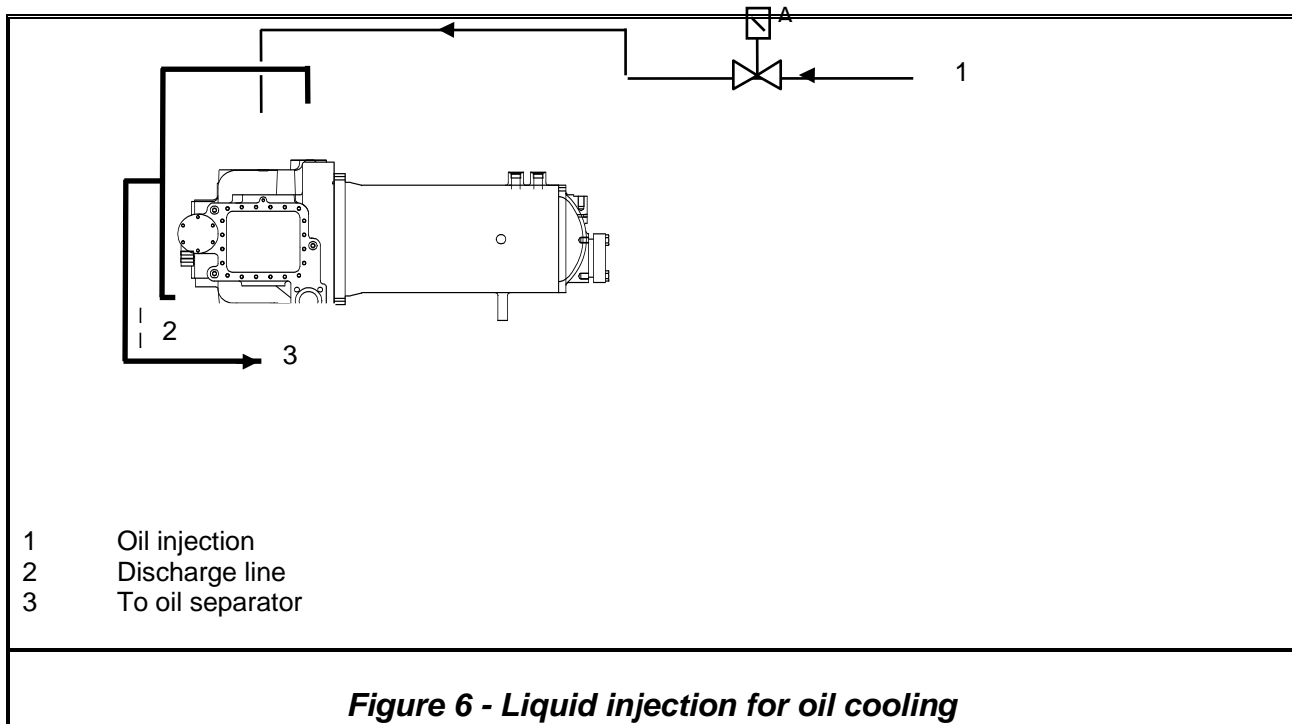 A
1
2
3
1 Oil injection
2 Discharge line
3 To oil separator
Figure 6 - Liquid injection for oil cooling